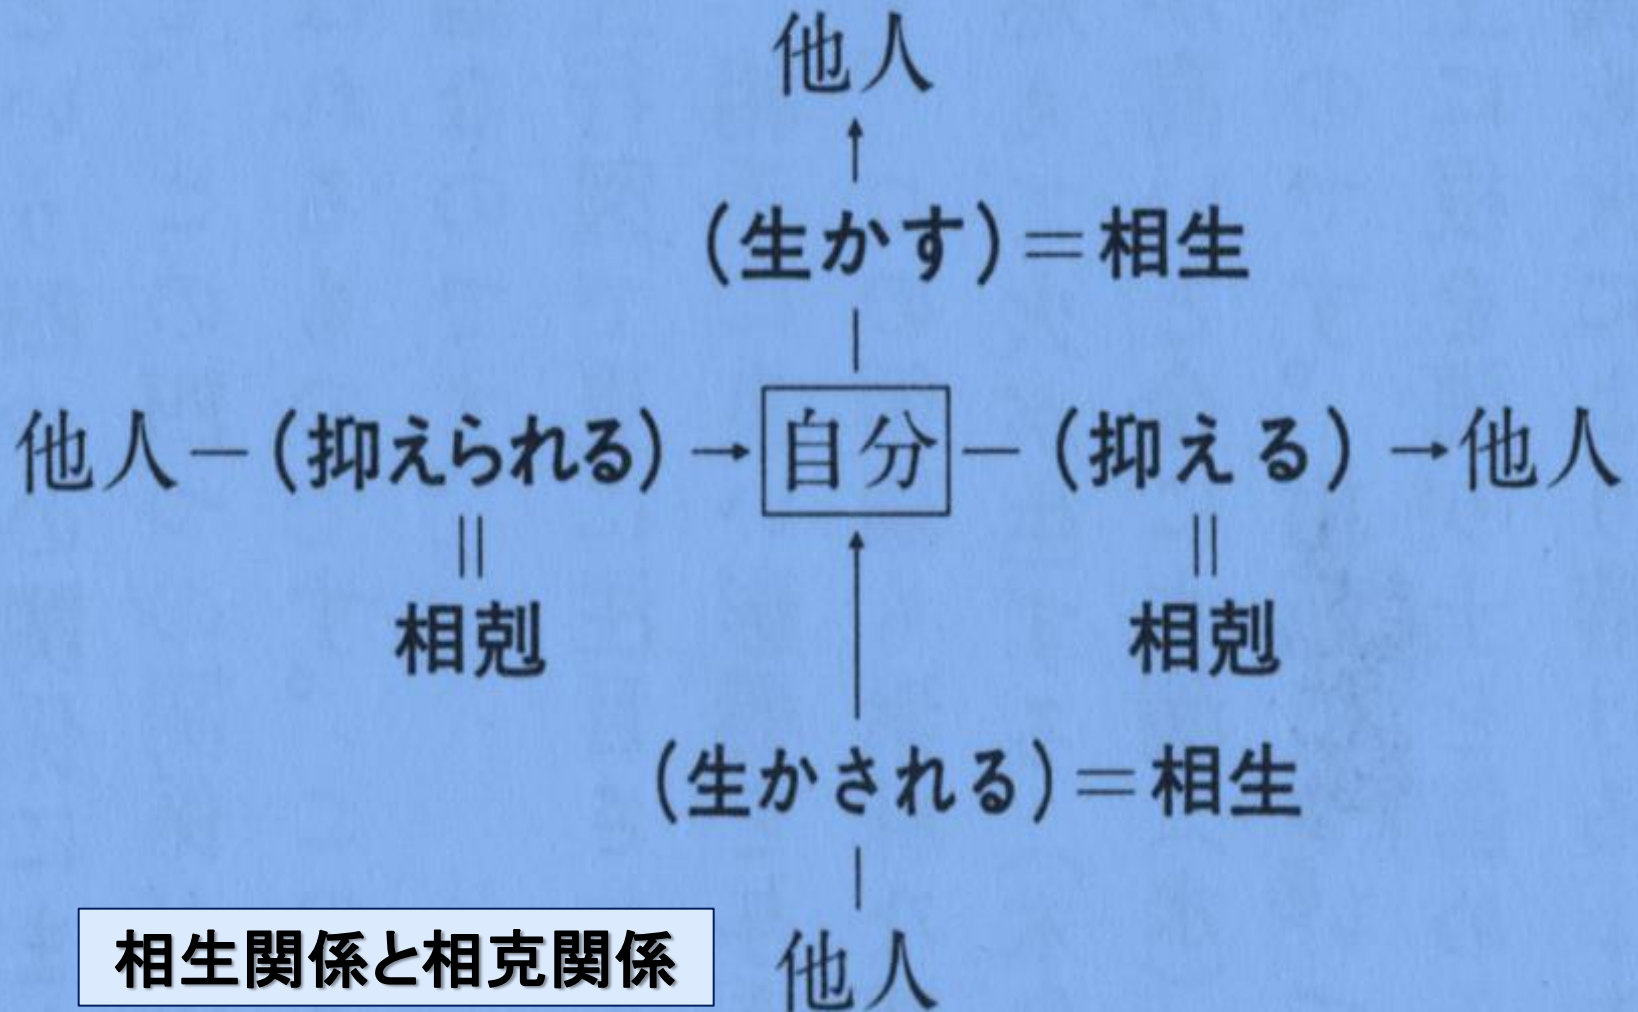 他人
↑
(生かす)＝相生
｜
他人－(抑えられる)→自分－(抑える)→他人
‖ ‖
相剋 相剋
↑
(生かされる)＝相生
｜
他人
相生関係と相克関係